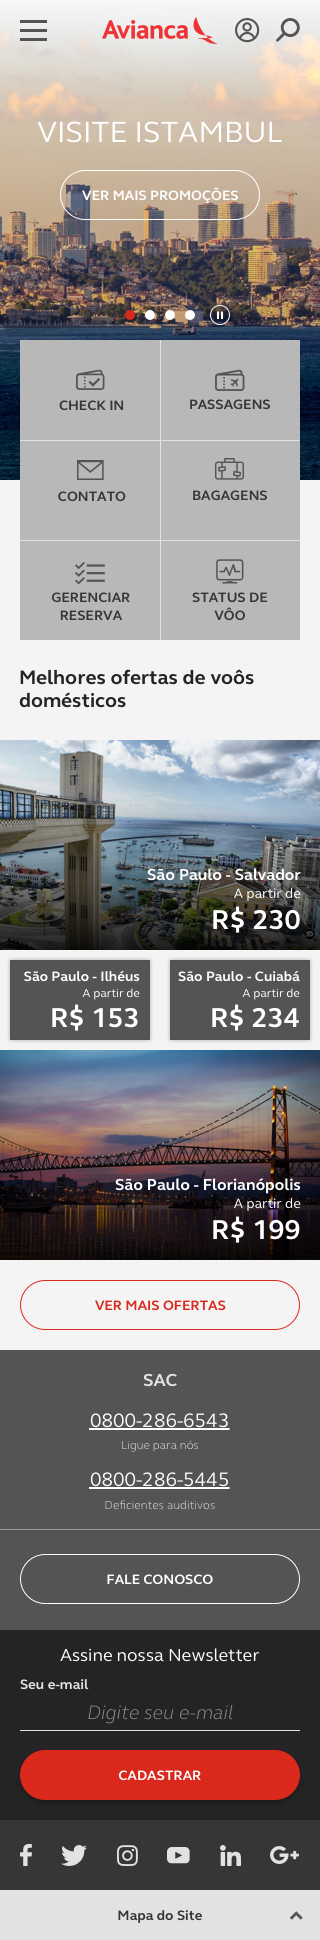 Avianca
VISITE ISTAMBUL
VER MAIS PROMOÇÕES
CHECK IN
PASSAGENS
CONTATO
BAGAGENS
GERENCIAR
RESERVA
STATUS DE
VÔO
Melhores ofertas de voôs
domésticos
São Paulo - Salvador
A partir de
R$ 230
São Paulo - Ilhéus
A partir de
R$ 153
São Paulo - Cuiabá
A partir de
R$ 234
São Paulo - Florianópolis
A partir de
R$ 199
VER MAIS OFERTAS
SAC
0800-286-6543
Ligue para nós
0800-286-5445
Deficientes auditivos
FALE CONOSCO
Assine nossa Newsletter
Seu e-mail
Digite seu e-mail
CADASTRAR
Mapa do Site